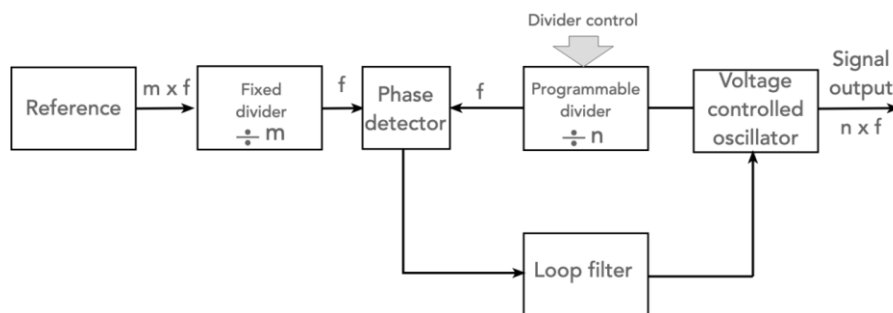 Divider control
Reference
m x f
Fixed
divider
÷ m
f
Phase
detector
f
Programmable
divider
÷ n
Voltage
controlled
oscillator
Signal
output
n x f
Loop filter